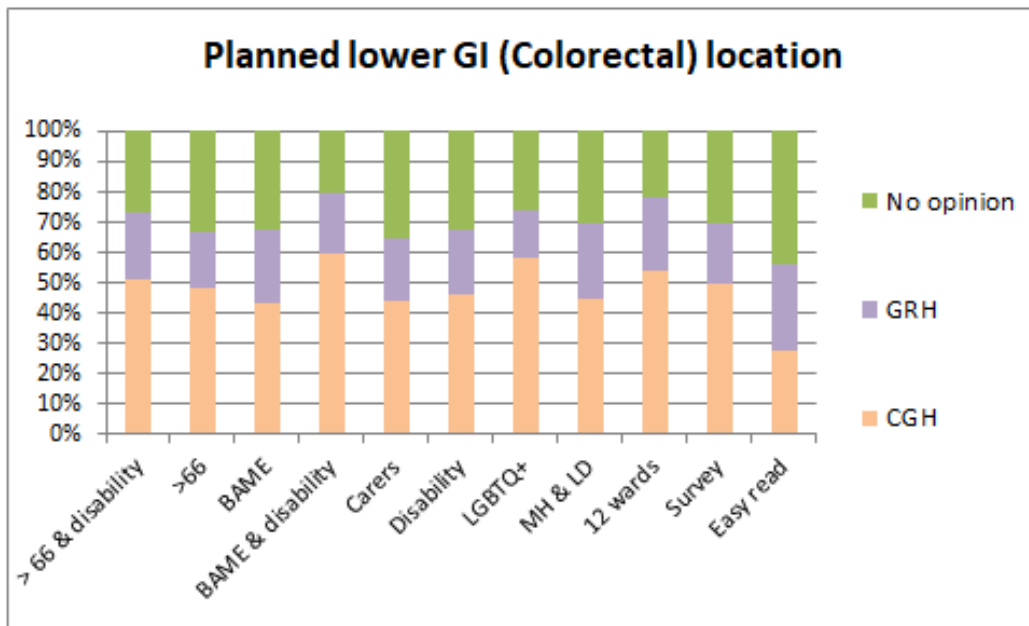 Planned lower GI (Colorectal) location
100%
90%
80%
70%
60%
50%
40%
30%
20%
10%
0%
> 66 & disability
>66
BAME
BAME & disability
Carers
Disability
LGBTQ+
MH & LD
12 wards
Survey
Easy read
No opinion
GRH
CGH